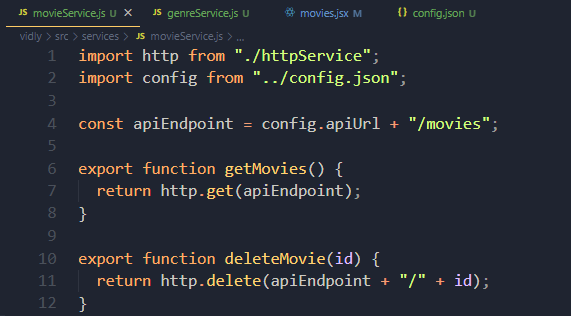 JS movieService.js U × JS genreService.js U movies.jsx M {} config.json U
vidly > src > services > JS movieService.js > ...
1 import http from "./httpService";
2 import config from "../config.json";
3
4 const apiEndpoint = config.apiUrl + "/movies";
5
6 export function getMovies() {
7   return http.get(apiEndpoint);
8 }
9
10 export function deleteMovie(id) {
11   return http.delete(apiEndpoint + "/" + id);
12 }